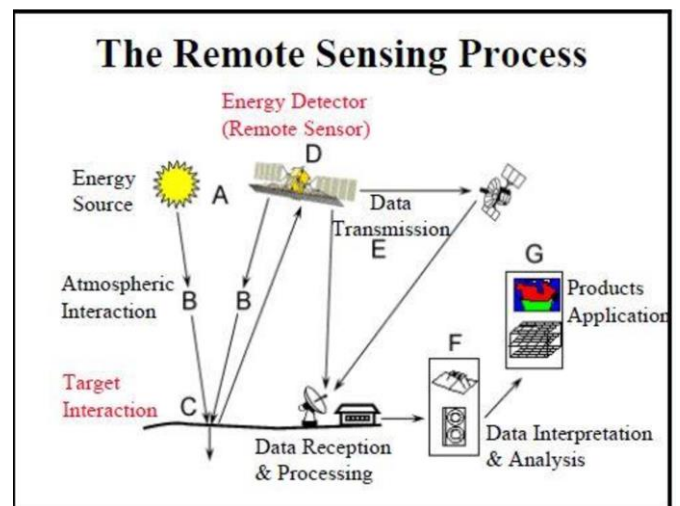 The Remote Sensing Process
Energy Detector
(Remote Sensor)
D
Energy
Source
A
Data
Transmission
E
Atmospheric
Interaction
B
B
G
Products
Application
Target
Interaction
C
F
Data Reception
& Processing
Data Interpretation
& Analysis